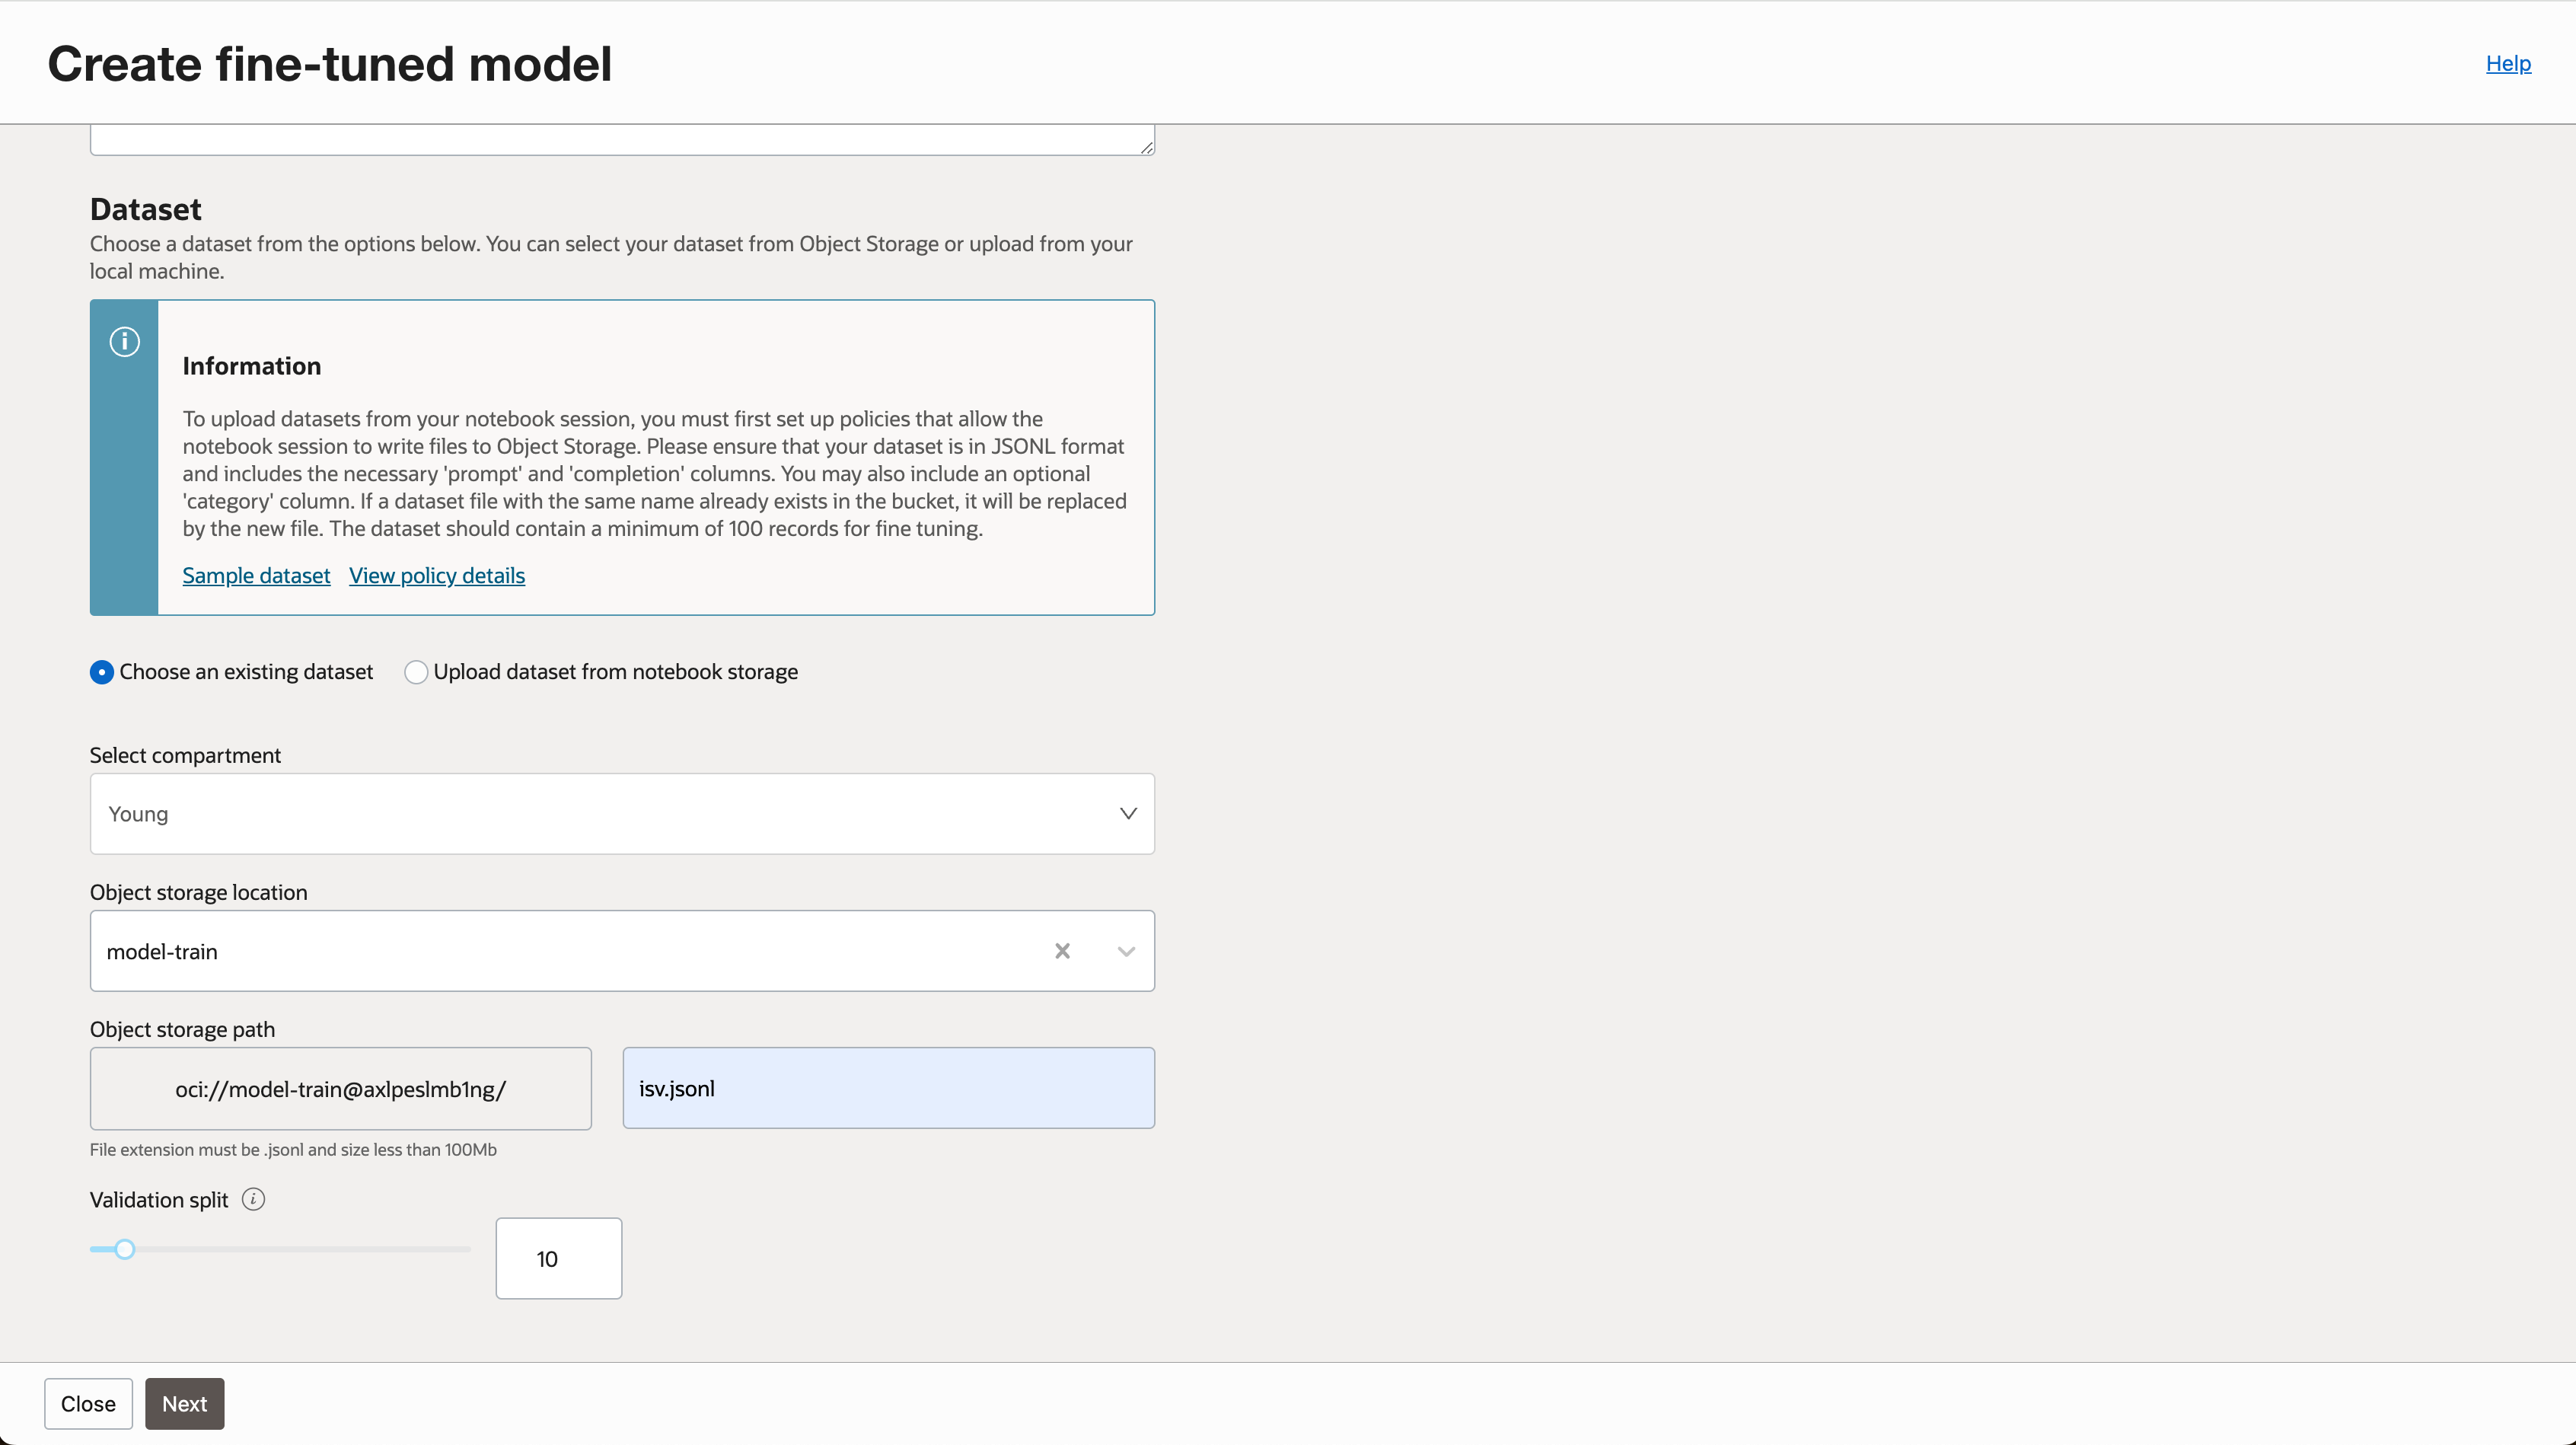 Create fine-tuned model
Help
Dataset
Choose a dataset from the options below. You can select your dataset from Object Storage or upload from your
local machine.
Information
To upload datasets from your notebook session, you must first set up policies that allow the
notebook session to write files to Object Storage. Please ensure that your dataset is in JSONL format
and includes the necessary 'prompt' and 'completion' columns. You may also include an optional
'category' column. If a dataset file with the same name already exists in the bucket, it will be replaced
by the new file. The dataset should contain a minimum of 100 records for fine tuning.
Sample dataset View policy details
Choose an existing dataset Upload dataset from notebook storage
Select compartment
Young
Object storage location
model-train
Object storage path
oci://model-train@axlpeslmb1ng/ isv.jsonl
File extension must be .jsonl and size less than 100Mb
Validation split
10
Close Next